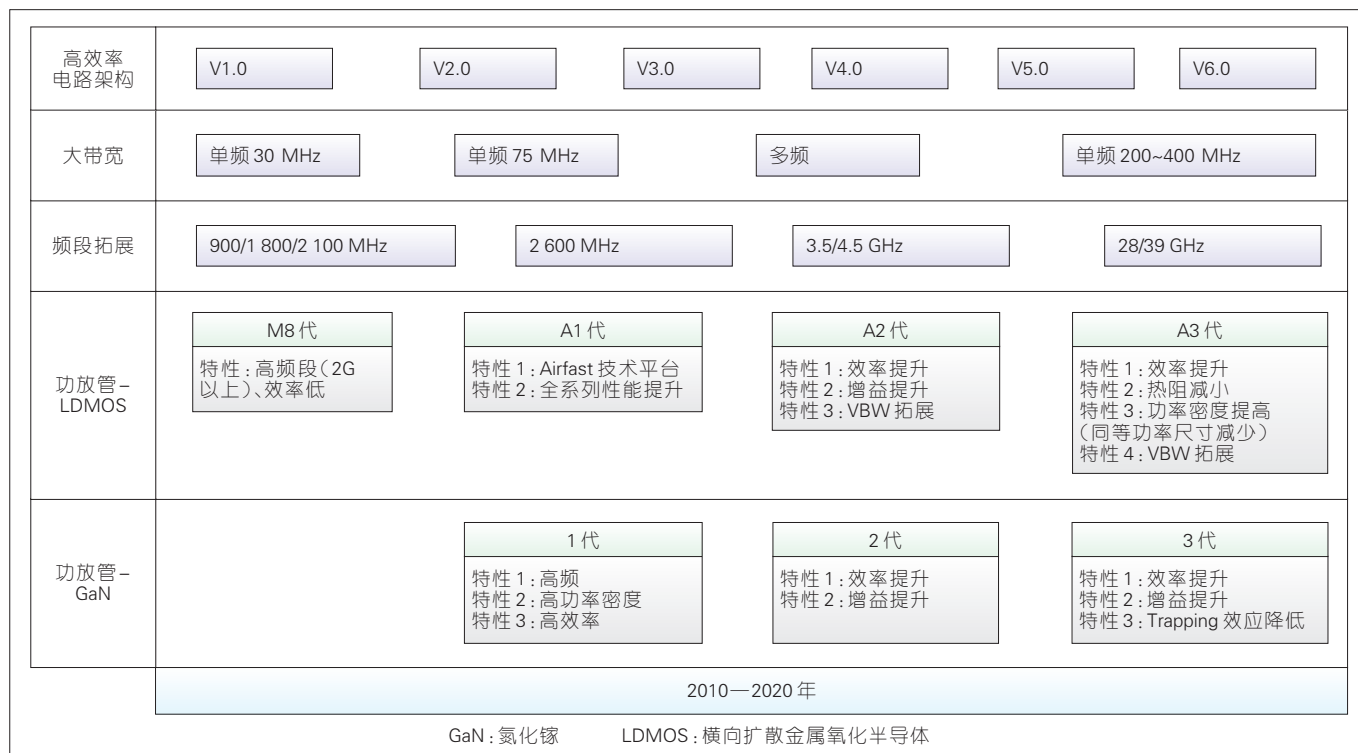 高效率
电路架构
V1.0
V2.0
V3.0
V4.0
V5.0
V6.0
大带宽
单频 30 MHz
单频 75 MHz
多频
单频 200~400 MHz
频段拓展
900/1 800/2 100 MHz
2 600 MHz
3.5/4.5 GHz
28/39 GHz
功放管–
LDMOS
M8 代
特性：高频段（2G
以上）、效率低
A1 代
特性 1：Airfast 技术平台
特性 2：全系列性能提升
A2 代
特性 1：效率提升
特性 2：增益提升
特性 3：VBW 拓展
A3 代
特性 1：效率提升
特性 2：热阻减小
特性 3：功率密度提高
（同等功率尺寸减少）
特性 4：VBW 拓展
功放管–
GaN
1 代
特性 1：高频
特性 2：高功率密度
特性 3：高效率
2 代
特性 1：效率提升
特性 2：增益提升
3 代
特性 1：效率提升
特性 2：增益提升
特性 3：Trapping 效应降低
2010—2020 年
GaN：氮化镓 LDMOS：横向扩散金属氧化半导体